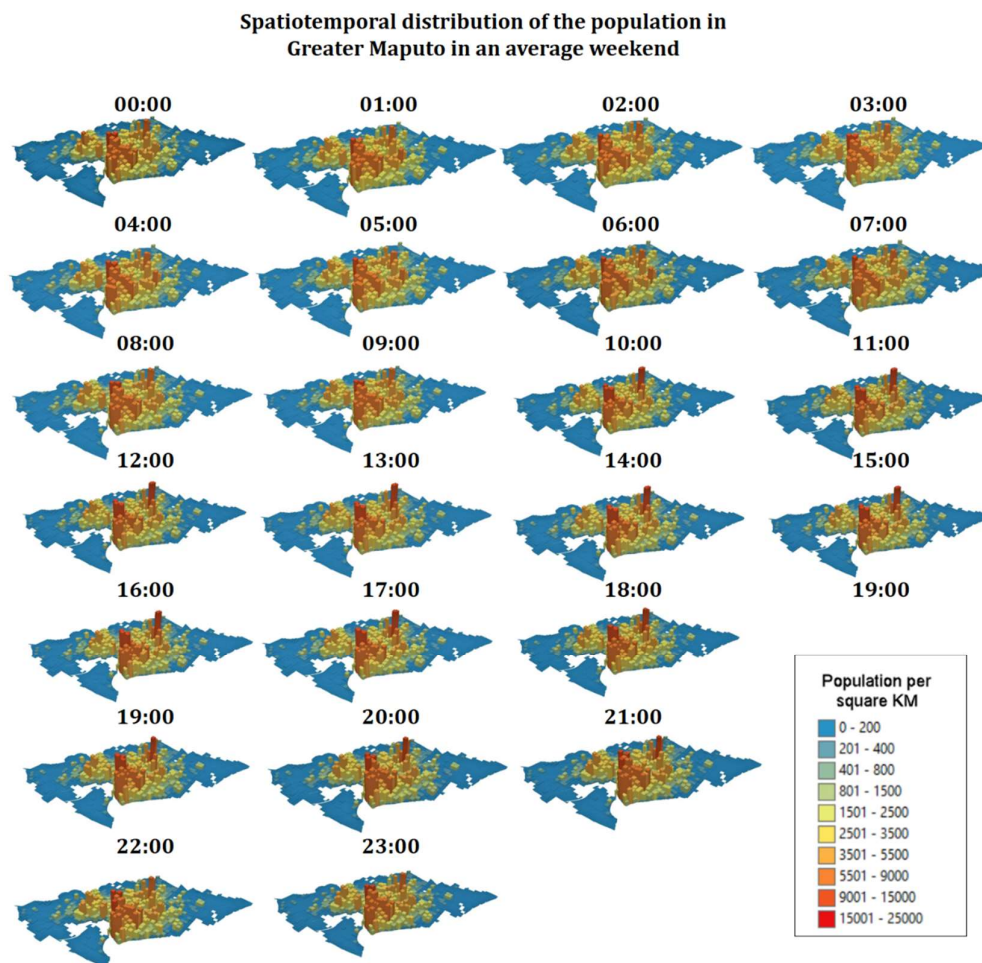 Spatiotemporal distribution of the population in
Greater Maputo in an average weekend
00:00
01:00
02:00
03:00
04:00
05:00
06:00
07:00
08:00
09:00
10:00
11:00
12:00
13:00
14:00
15:00
16:00
17:00
18:00
19:00
19:00
20:00
21:00
22:00
23:00
Population per
square KM
0 - 200
201 - 400
401 - 800
801 - 1500
1501 - 2500
2501 - 3500
3501 - 5500
5501 - 9000
9001 - 15000
15001 - 25000